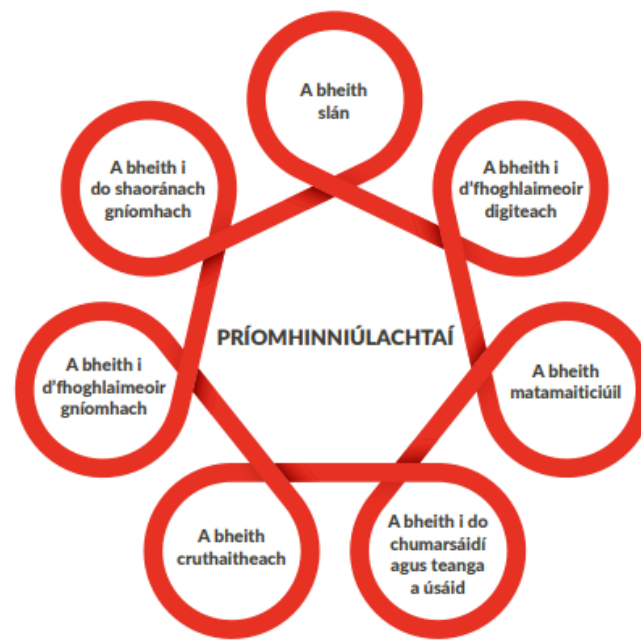 A bheith
slán
A bheith i
d'fhoghlaimeoir
digiteach
A bheith
matamaiticiúil
A bheith i do
chumarsáidí
agus teanga
a úsáid
A bheith
cruthaitheach
A bheith i
d'fhoghlaimeoir
gníomhach
A bheith i
do shaoránach
gníomhach
PRÍOMHINNIÚLACHTAÍ